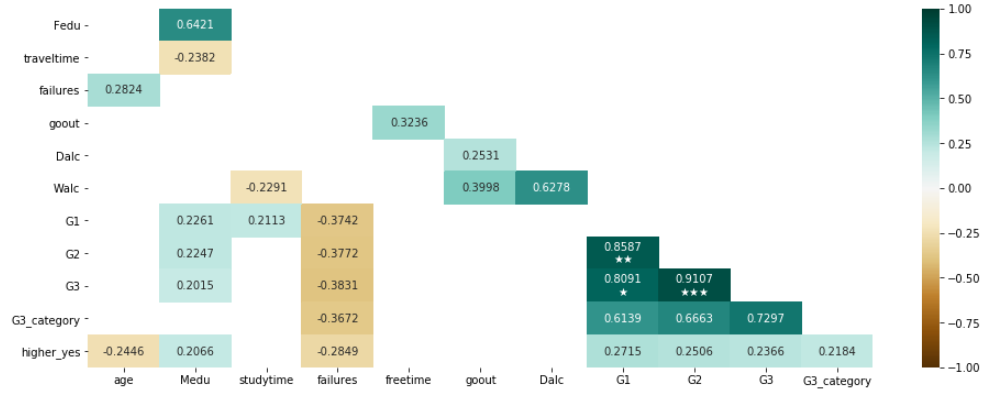 Fedu 0.6421
traveltime -0.2382
failures 0.2824
goout 0.3236
Dalc 0.2531
Walc -0.2291 0.3998 0.6278
G1 0.2261 0.2113 -0.3742
G2 0.2247 -0.3772 0.8587
★★
G3 0.2015 -0.3831 0.8091 0.9107
★ ★★★
G3_category -0.3672 0.6139 0.6663 0.7297
higher_yes -0.2446 0.2066 -0.2849 0.2715 0.2506 0.2366 0.2184
age Medu studytime failures freetime goout Dalc G1 G2 G3 G3_category
1.00
0.75
0.50
0.25
0.00
-0.25
-0.50
-0.75
-1.00